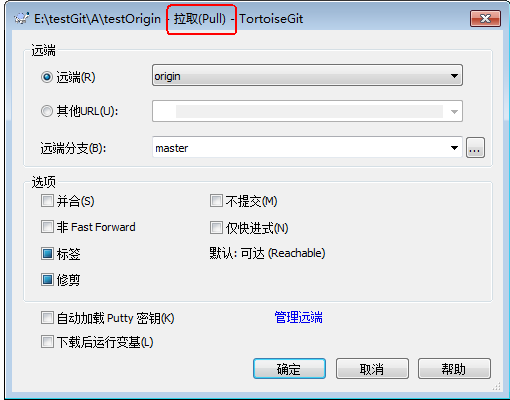 E:\testGit\A\testOrigin - 拉取(Pull) - TortoiseGit
远端
远端(R)
origin
其他URL(U):
远端分支(B):
master
...
选项
并合(S)
不提交(M)
非 Fast Forward
仅快进式(N)
标签
默认: 可达 (Reachable)
修剪
自动加载 Putty 密钥(K)
管理远端
下载后运行变基(L)
确定
取消
帮助